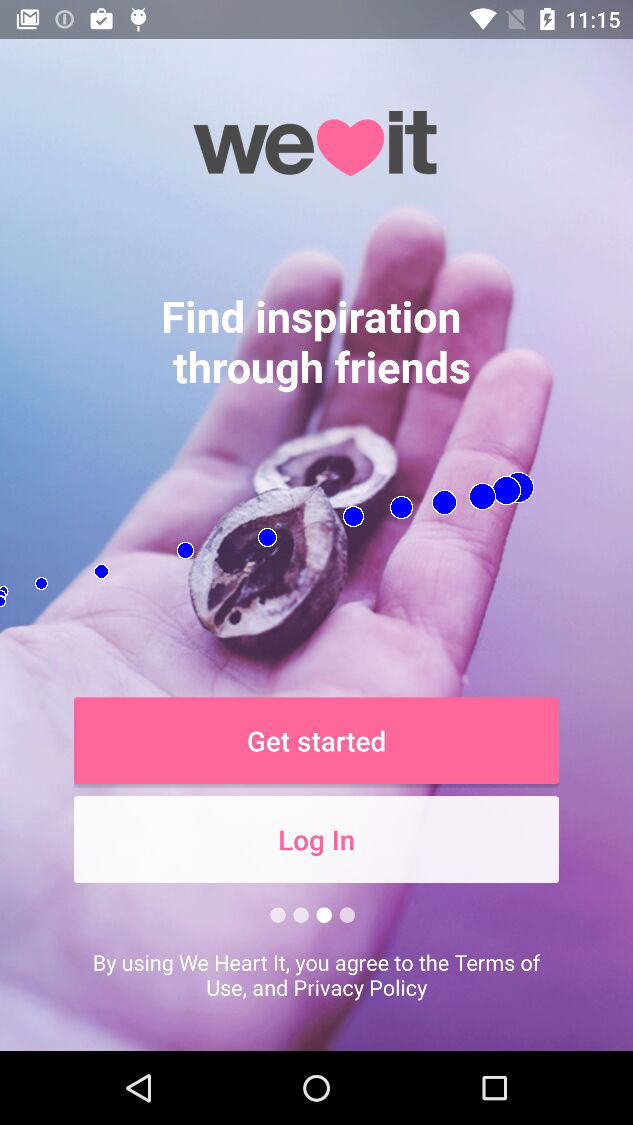 11:15
we it
Find inspiration
through friends
Get started
Log In
By using We Heart It, you agree to the Terms of
Use, and Privacy Policy